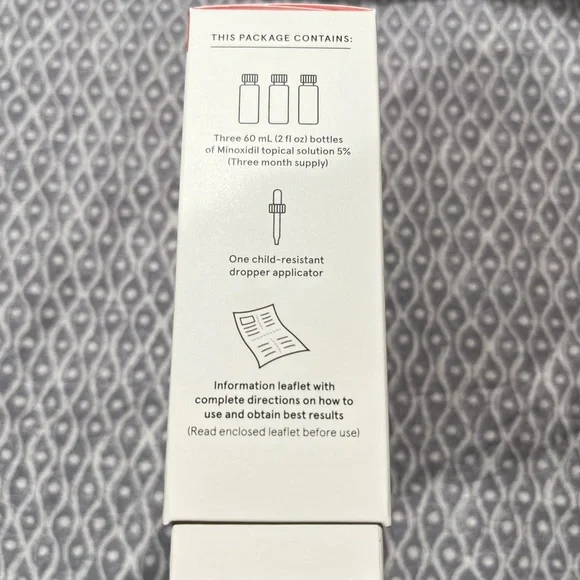 THIS PACKAGE CONTAINS:
Three 60 mL (2 fl oz) bottles
of Minoxidil topical solution 5%
(Three month supply)
One child-resistant
dropper applicator
Information leaflet with
complete directions on how to
use and obtain best results
(Read enclosed leaflet before use)